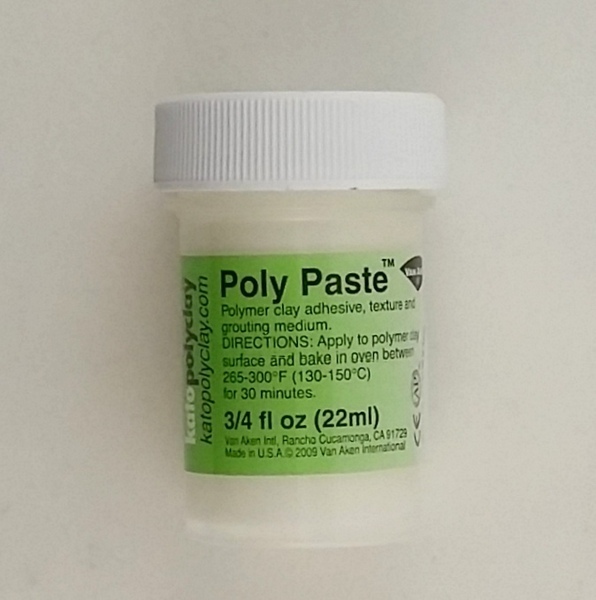 Poly Paste™
Polymer clay adhesive, texture and
grouting medium.
DIRECTIONS: Apply to polymer clay
surface and bake in oven between
265-300°F (130-150°C)
for 30 minutes.
3/4 fl oz (22ml)
Van Aken Intl, Rancho Cucamonga, CA 91729
Made in U.S.A.© 2009 Van Aken International
katopolyclay
katopolyclay.com
CE